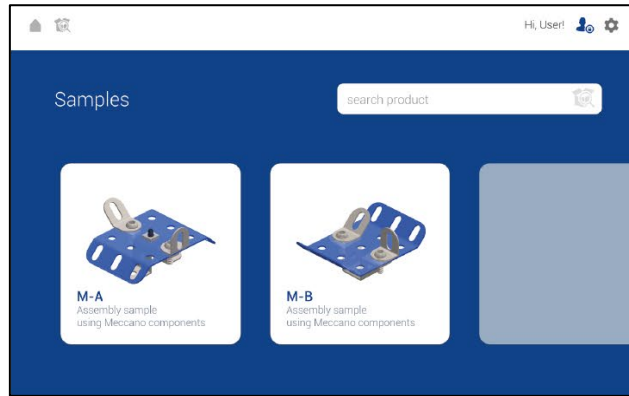 Hi, User!
Samples
search product
M-A
Assembly sample
using Meccano components
M-B
Assembly sample
using Meccano components